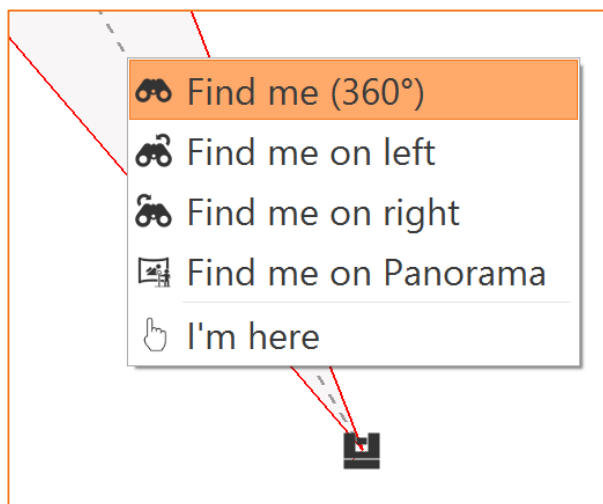 Find me (360°)
Find me on left
Find me on right
Find me on Panorama
I'm here